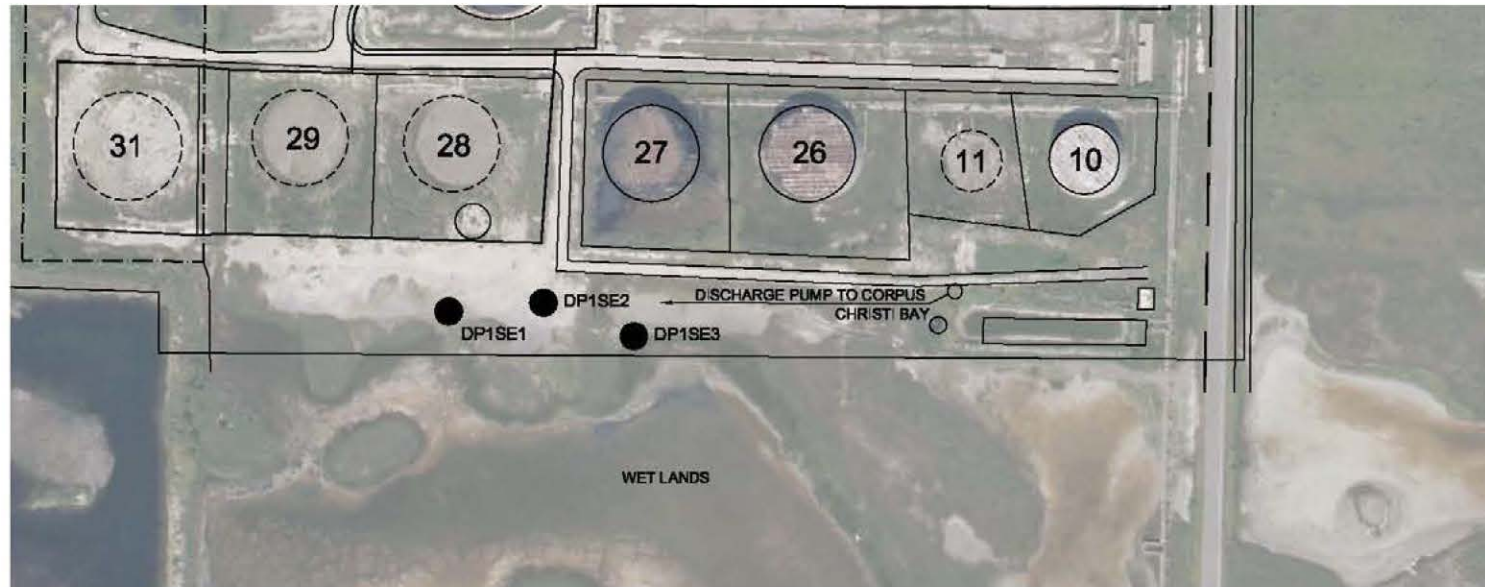 31
29
28
27
26
11
10
DP1SE2
DISCHARGE PUMP TO CORPUS
CHRISTI BAY
DP1SE1
DP1SE3
WET LANDS